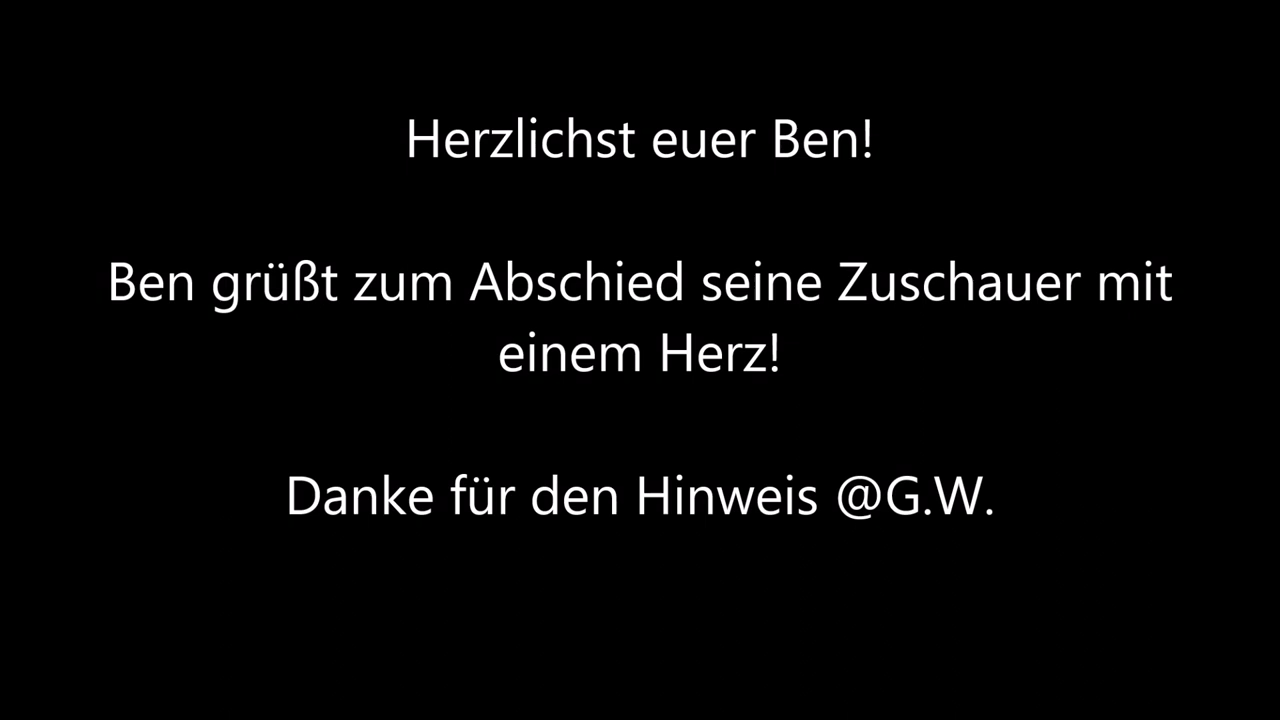 Herzlichst euer Ben!
Ben grüßt zum Abschied seine Zuschauer mit
einem Herz!
Danke für den Hinweis @G.W.